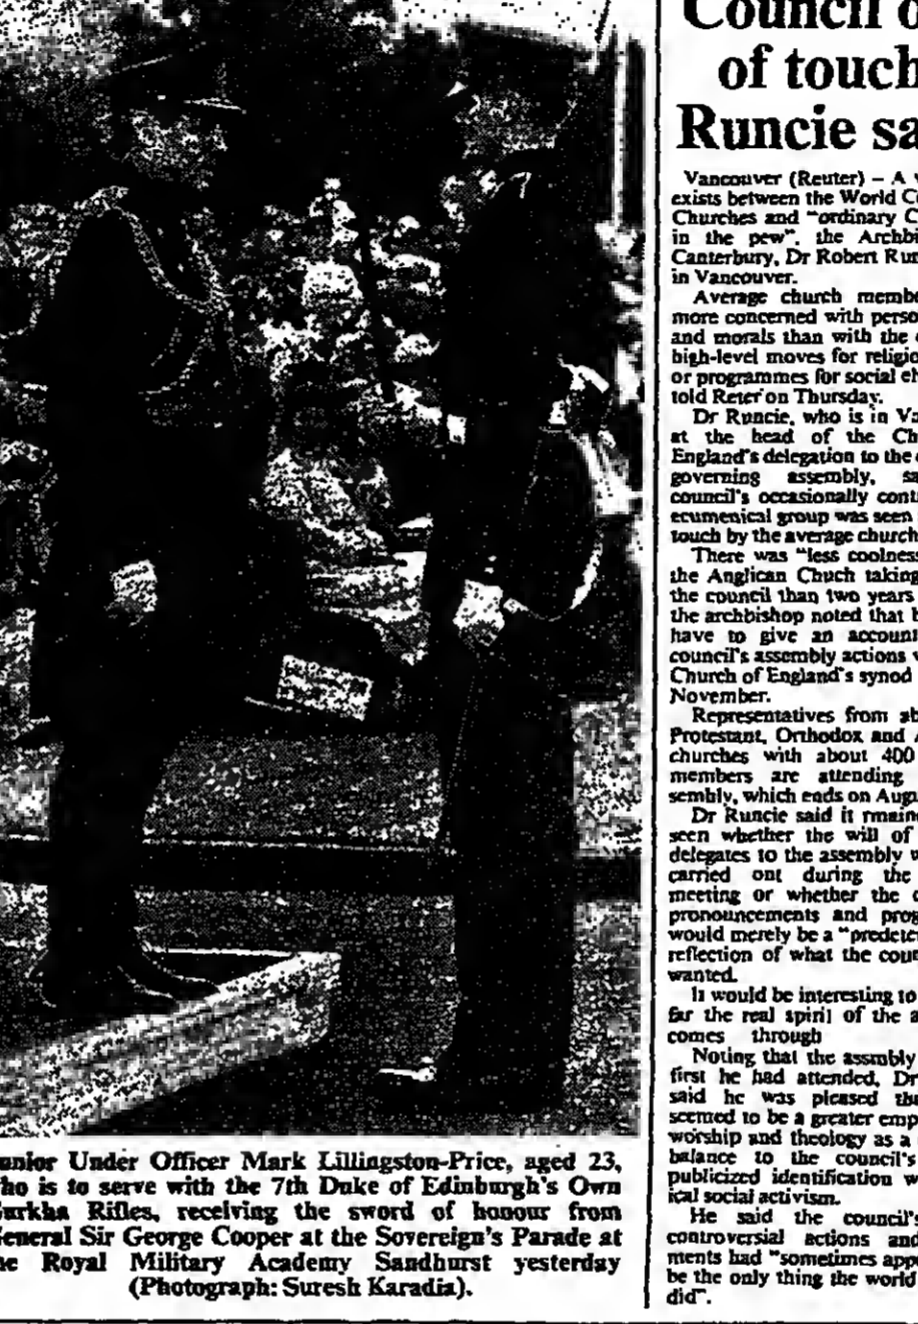 unior Under Officer Mark Lillingston-Price, aged 23,
ho is to serve with the 7th Duke of Edinburgh's Own
urkha Rifles, receiving the sword of honour from
eneral Sir George Cooper at the Sovereign's Parade at
he Royal Military Academy Sandhurst yesterday
(Photograph: Suresh Karadia).
Council o
of touch
Runcie sa
Vancouver (Reuter) – A
exists between the World C
Churches and "ordinary C
in the pew", the Archbi
Canterbury, Dr Robert Run
in Vancouver.
Average church membe
more concerned with perso
and morals than with the
high-level moves for religio
or programmes for social ch
told Reter on Thursday.
Dr Runcie, who is in Va
at the head of the Ch
England's delegation to the
governing assembly, sa
council's occasionally cont
ecumenical group was seen
touch by the average church
There was "less coolness
the Anglican Chuch taking
the council than two years
the archbishop noted that b
have to give an account
council's assembly actions
Church of England's synod
November.
Representatives from ab
Protestant, Orthodox and A
churches with about 400
members are attending
sembly, which ends on Augu
Dr Runcie said it rmaine
seen whether the will of
delegates to the assembly w
carried ont during the
meeting or whether the c
pronouncements and prog
would merely be a "predeter
reflection of what the coun
wanted.
It would be interesting to
far the real spirit of the a
comes through
Noting that the assmbly
first he had attended, Dr
said he was pleased tha
seemed to be a greater emp
worship and theology as a
balance to the council's
publicized identification w
ical social activism.
He said the council's
controversial actions and
ments had "sometimes appe
be the only thing the world
did".